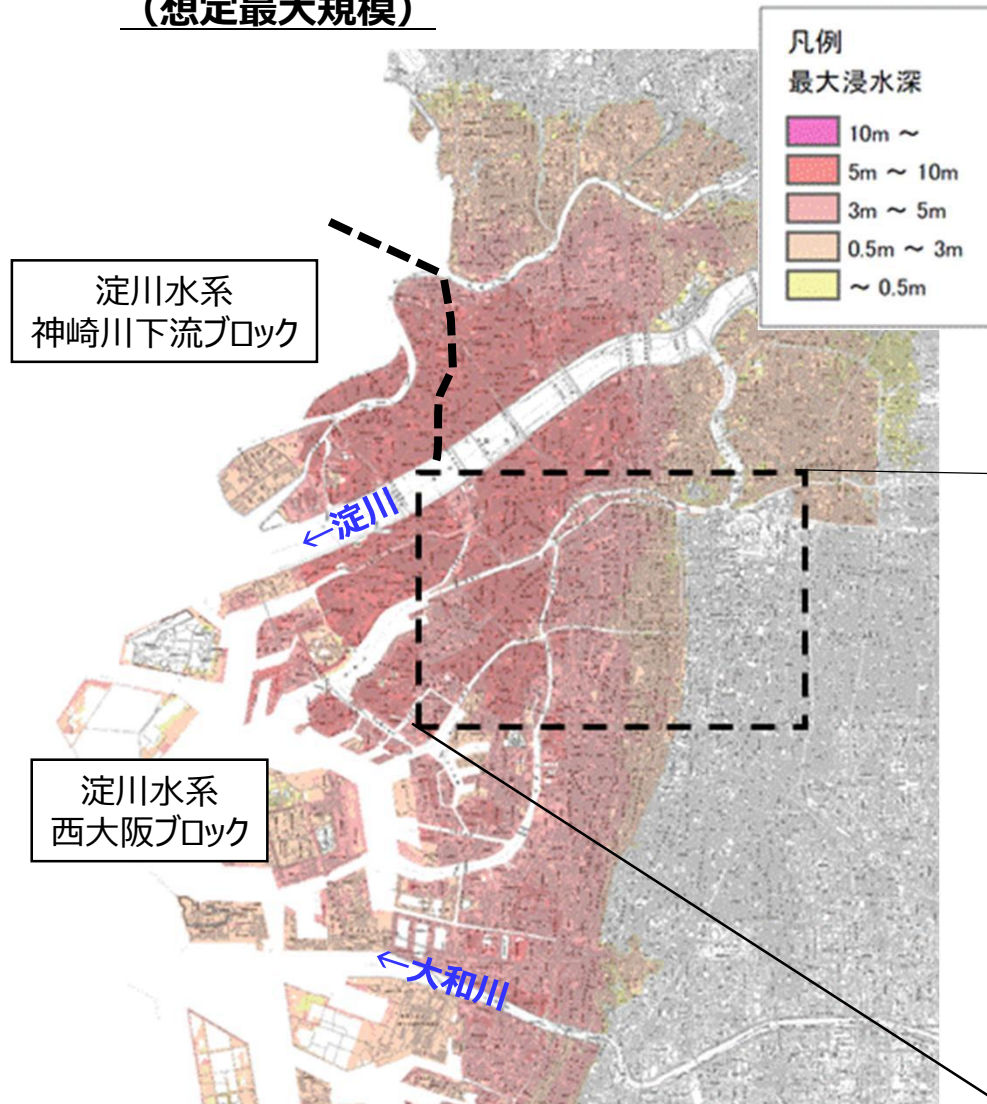 （想定最大規模）
凡例
最大浸水深
10m ～
5m ～ 10m
3m ～ 5m
0.5m ～ 3m
～ 0.5m
淀川水系
神崎川下流ブロック
←淀川
淀川水系
西大阪ブロック
←大和川